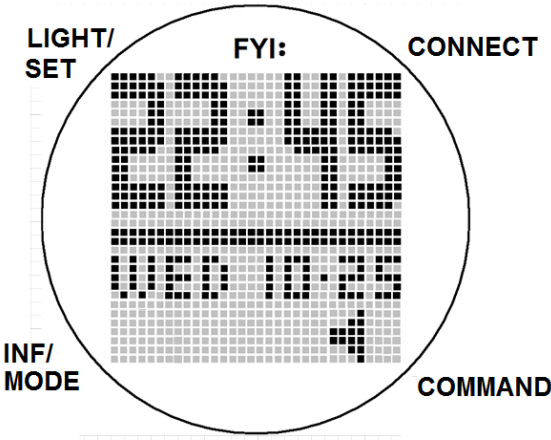 LIGHT/
SET
FYI:
CONNECT
22:45
WED 10·25
INF/
MODE
COMMAND